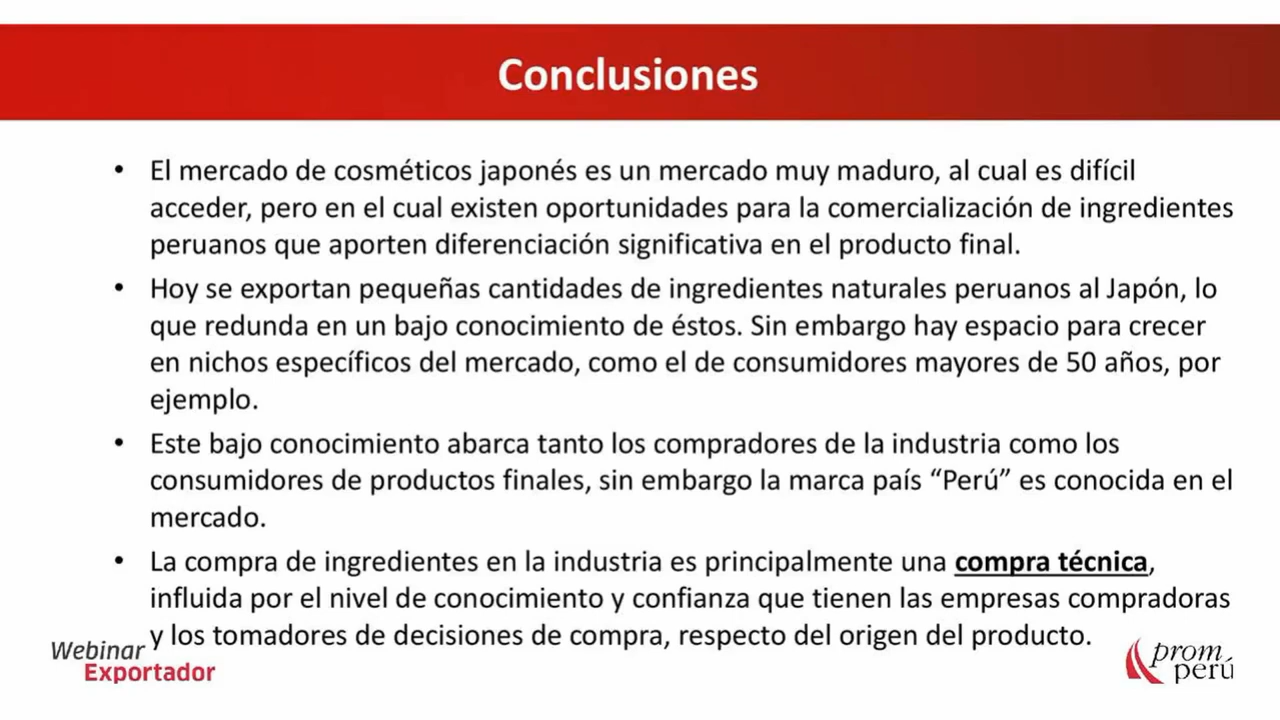 Conclusiones
• El mercado de cosméticos japonés es un mercado muy maduro, al cual es difícil
acceder, pero en el cual existen oportunidades para la comercialización de ingredientes
peruanos que aporten diferenciación significativa en el producto final.
• Hoy se exportan pequeñas cantidades de ingredientes naturales peruanos al Japón, lo
que redunda en un bajo conocimiento de éstos. Sin embargo hay espacio para crecer
en nichos específicos del mercado, como el de consumidores mayores de 50 años, por
ejemplo.
• Este bajo conocimiento abarca tanto los compradores de la industria como los
consumidores de productos finales, sin embargo la marca país “Perú” es conocida en el
mercado.
• La compra de ingredientes en la industria es principalmente una compra técnica,
influida por el nivel de conocimiento y confianza que tienen las empresas compradoras
y los tomadores de decisiones de compra, respecto del origen del producto.
Webinar
Exportador
prom
perú